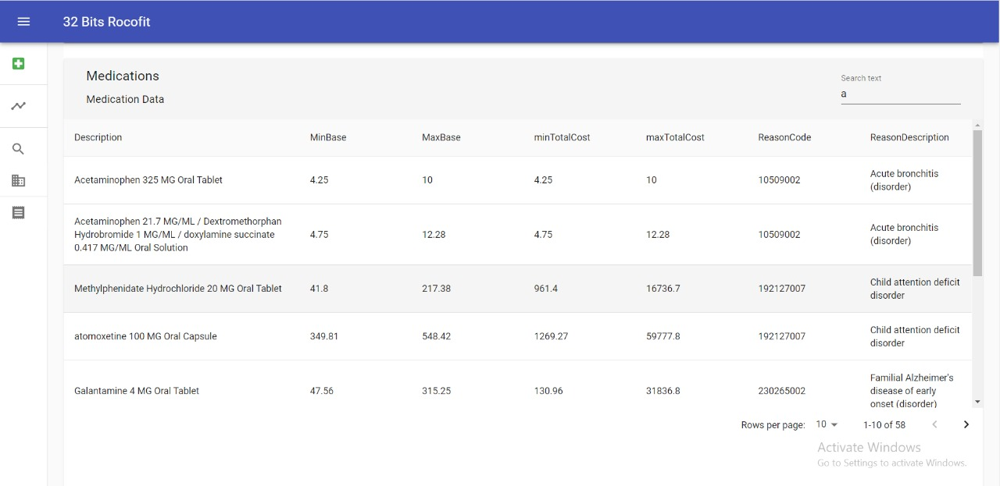 32 Bits Rocofit
Medications
Medication Data
Search text
a
Description MinBase MaxBase minTotalCost maxTotalCost ReasonCode ReasonDescription
Acetaminophen 325 MG Oral Tablet 4.25 10 4.25 10 10509002 Acute bronchitis
(disorder)
Acetaminophen 21.7 MG/ML / Dextromethorphan
Hydrobromide 1 MG/ML / doxylamine succinate
0.417 MG/ML Oral Solution
4.75 12.28 4.75 12.28 10509002
Acute bronchitis
(disorder)
Methylphenidate Hydrochloride 20 MG Oral Tablet 41.8 217.38 961.4 16736.7 192127007 Child attention deficit
disorder
atomoxetine 100 MG Oral Capsule 349.81 548.42 1269.27 59777.8 192127007 Child attention deficit
disorder
Galantamine 4 MG Oral Tablet 47.56 315.25 130.96 31836.8 230265002 Familial Alzheimer's
disease of early
onset (disorder)
Rows per page: 10 1-10 of 58
Activate Windows
Go to Settings to activate Windows.